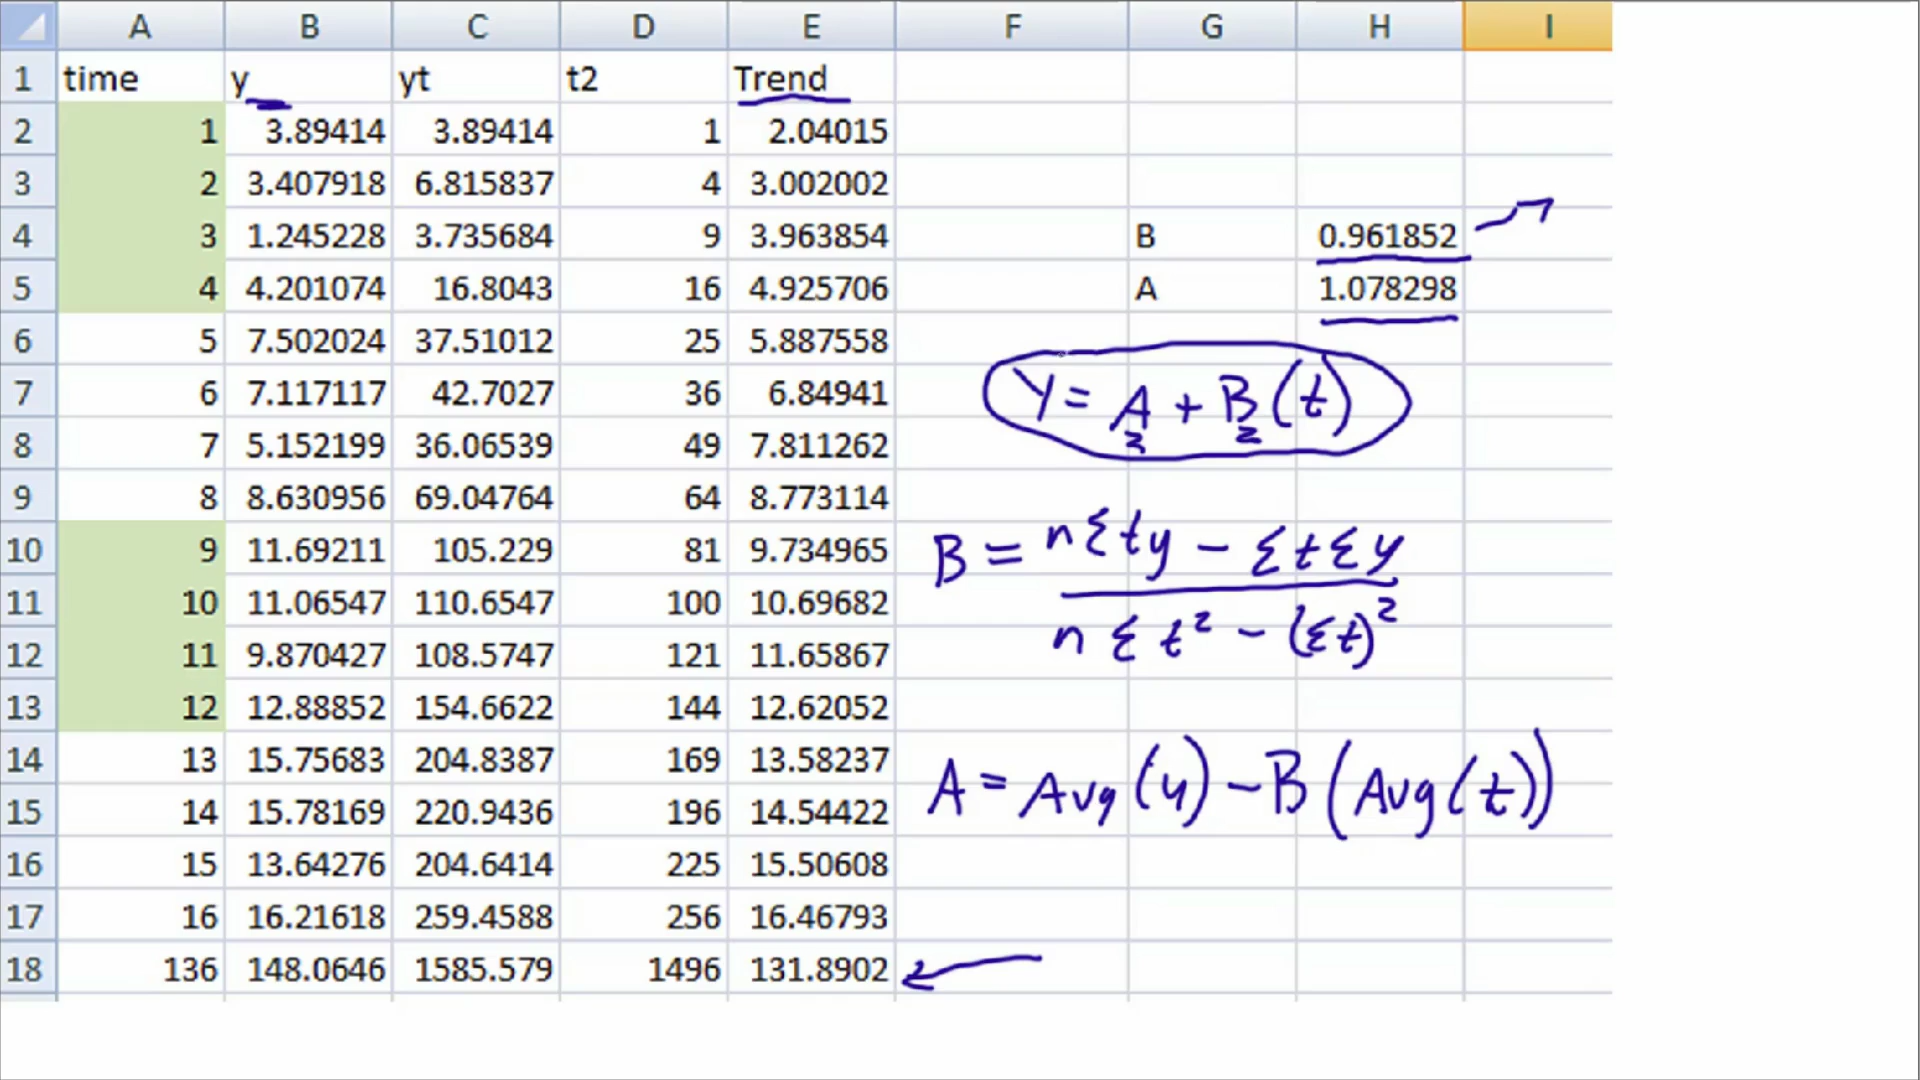 A B C D E F G H I
1 time y yt t2 Trend
2 1 3.89414 3.89414 1 2.04015
3 2 3.407918 6.815837 4 3.002002
4 3 1.245228 3.735684 9 3.963854 B 0.961852
5 4 4.201074 16.8043 16 4.925706 A 1.078298
6 5 7.502024 37.51012 25 5.887558
7 6 7.117117 42.7027 36 6.84941
Y = A + B(t)
8 7 5.152199 36.06539 49 7.811262
9 8 8.630956 69.04764 64 8.773114
10 9 11.69211 105.229 81 9.734965
B = nΣty - ΣtΣy
11 10 11.06547 110.6547 100 10.69682
12 11 9.870427 108.5747 121 11.65867
nΣt² - (Σt)²
13 12 12.88852 154.6622 144 12.62052
14 13 15.75683 204.8387 169 13.58237
A = Avg(y) - B(Avg(t))
15 14 15.78169 220.9436 196 14.54422
16 15 13.64276 204.6414 225 15.50608
17 16 16.21618 259.4588 256 16.46793
18 136 148.0646 1585.579 1496 131.8902